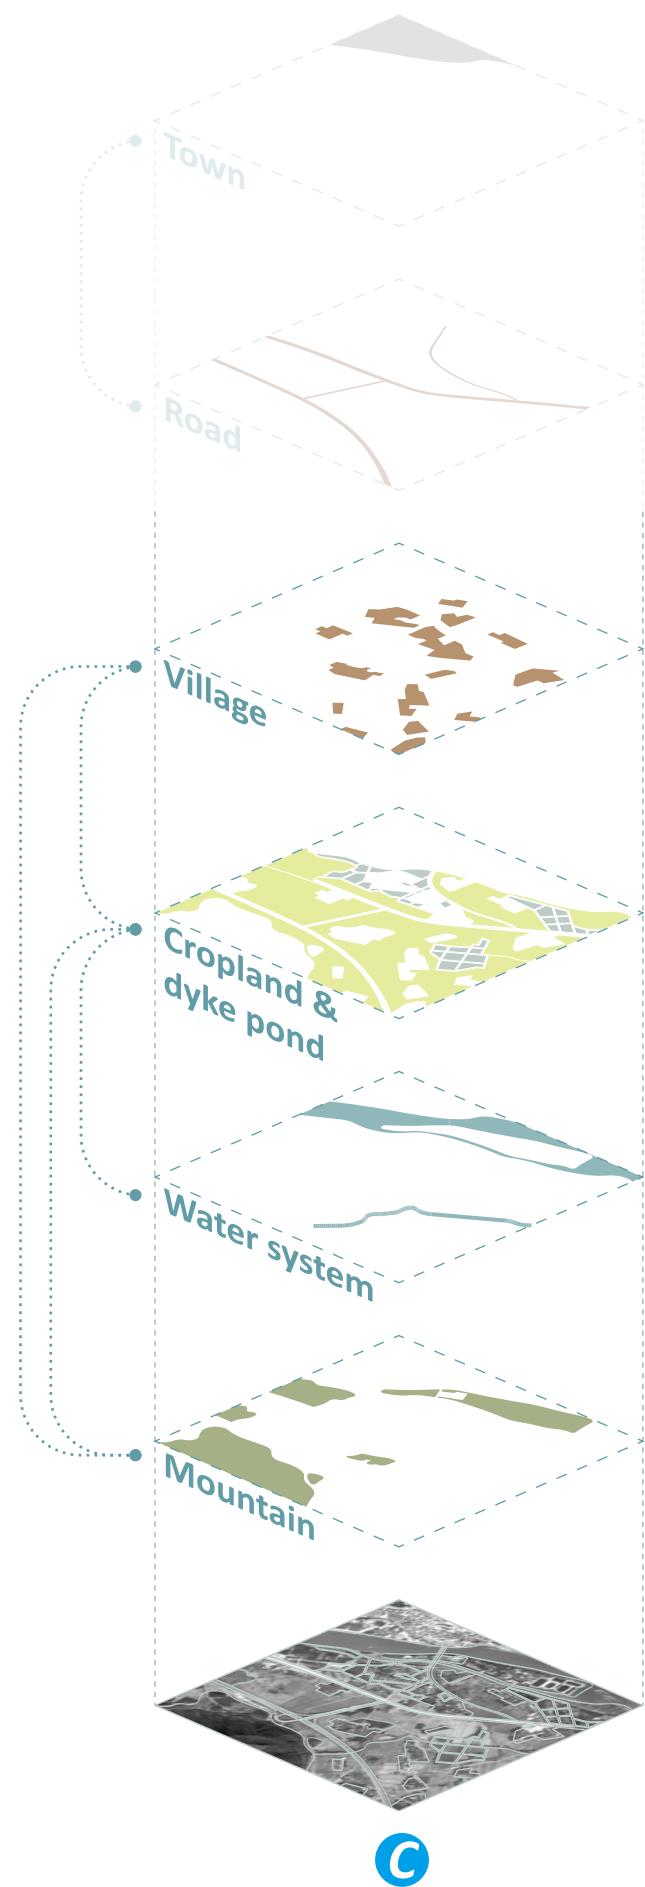 Town
Road
Village
Cropland &
dyke pond
Water system
Mountain
C